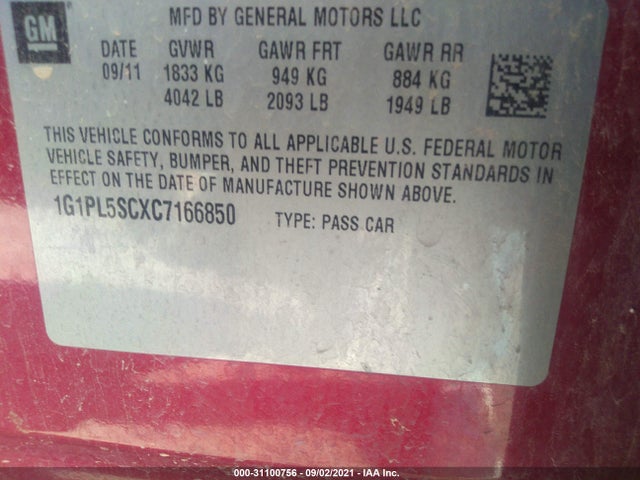 GM
MFD BY GENERAL MOTORS LLC
DATE GVWR GAWR FRT GAWR RR
09/11 1833 KG 949 KG 884 KG
4042 LB 2093 LB 1949 LB
THIS VEHICLE CONFORMS TO ALL APPLICABLE U.S. FEDERAL MOTOR
VEHICLE SAFETY, BUMPER, AND THEFT PREVENTION STANDARDS IN
EFFECT ON THE DATE OF MANUFACTURE SHOWN ABOVE.
1G1PL5SCXC7166850 TYPE: PASS CAR
000-31100756 - 09/02/2021 - IAA Inc.